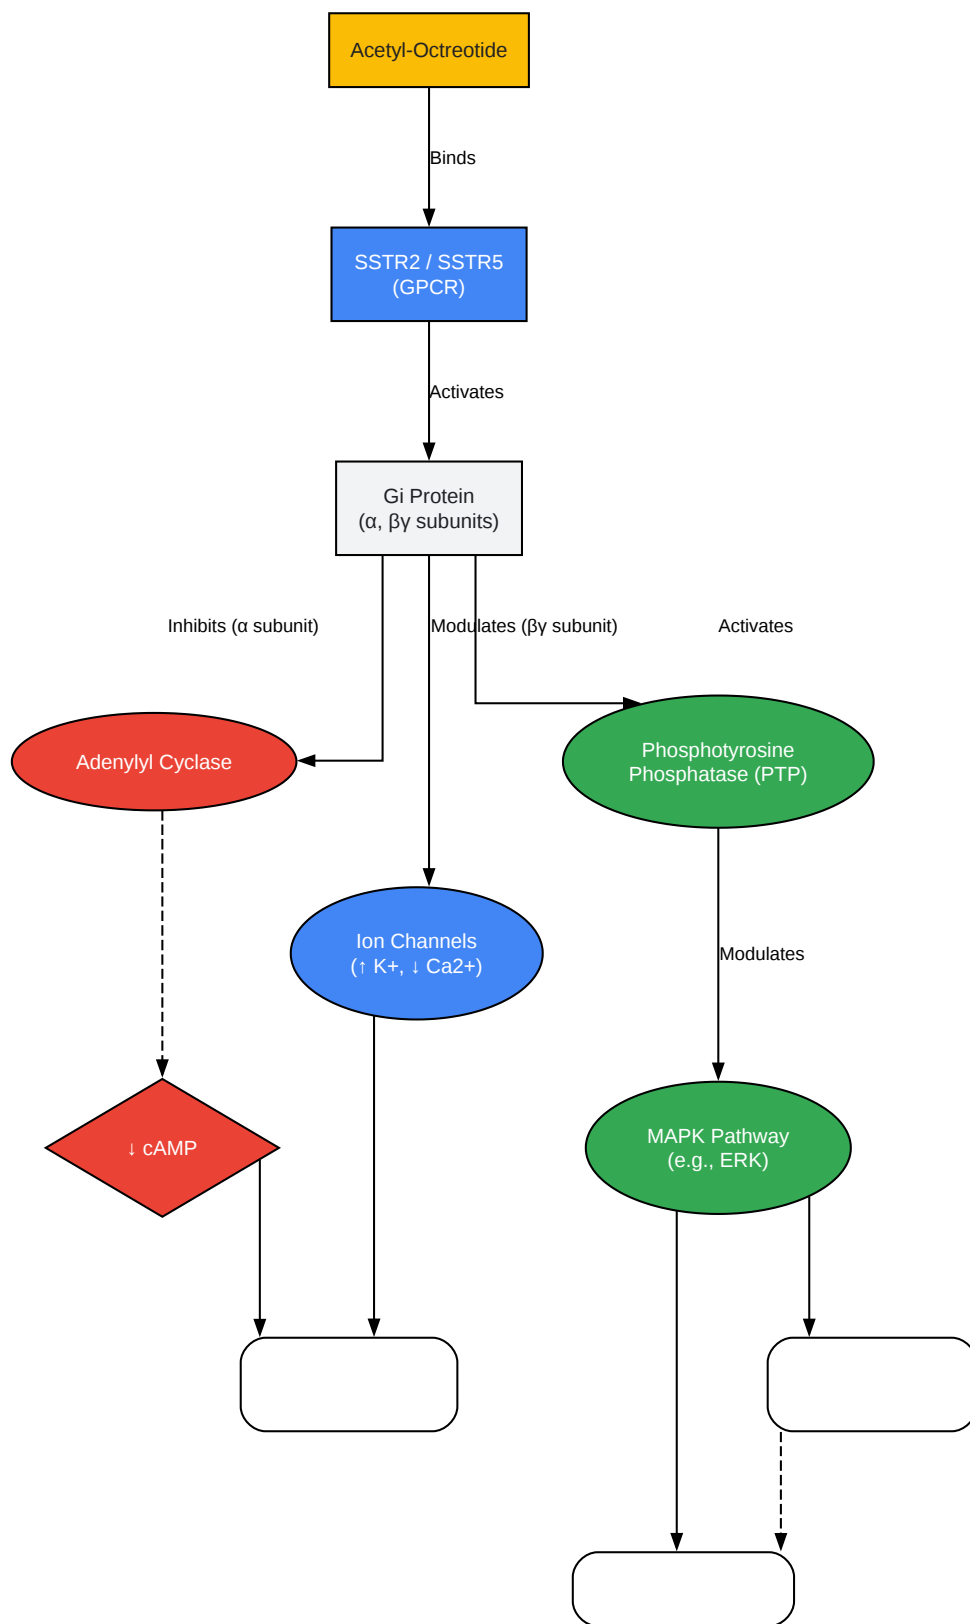 Acetyl-Octreotide
Binds
SSTR2 / SSTR5
(GPCR)
Activates
Gi Protein
(α, βγ subunits)
Inhibits (α subunit)
Modulates (βγ subunit)
Activates
Adenylyl Cyclase
Phosphotyrosine
Phosphatase (PTP)
Ion Channels
(↑ K+, ↓ Ca2+)
Modulates
↓ cAMP
MAPK Pathway
(e.g., ERK)